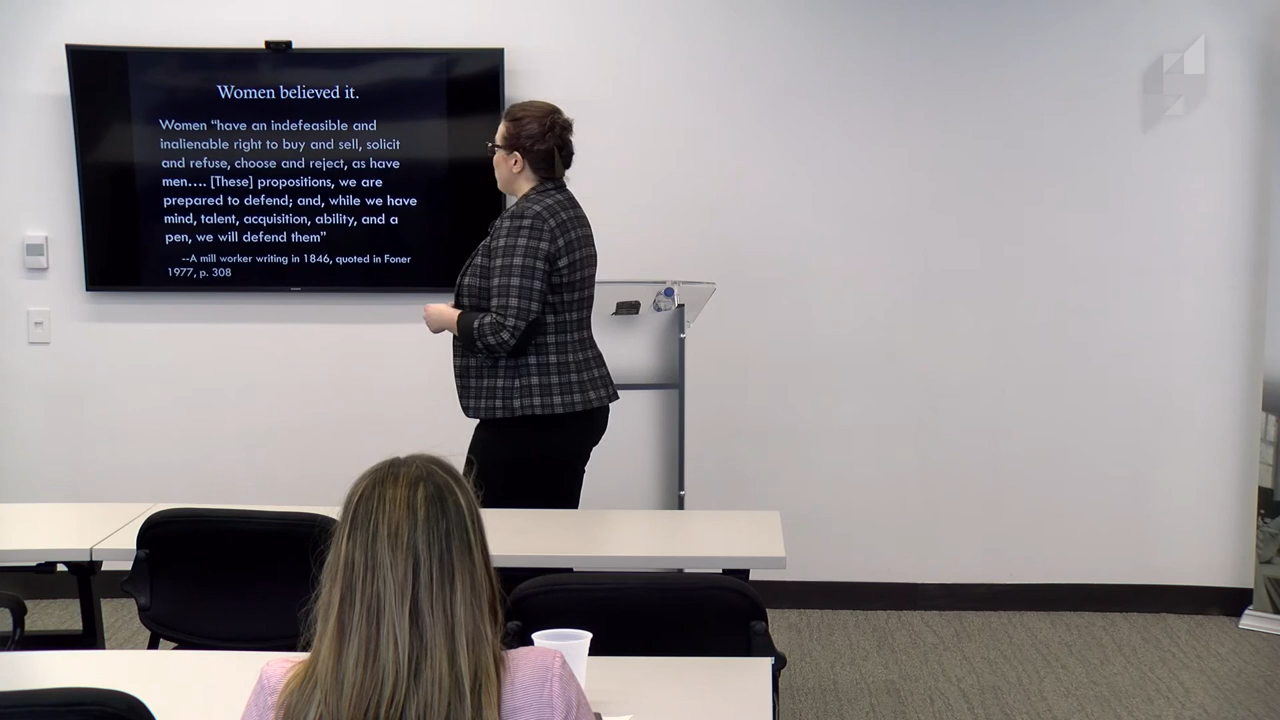 Women believed it.
Women “have an indefeasible and
inalienable right to buy and sell, solicit
and refuse, choose and reject, as have
men…. [These] propositions, we are
prepared to defend; and, while we have
mind, talent, acquisition, ability, and a
pen, we will defend them”
--A mill worker writing in 1846, quoted in Foner
1977, p. 308